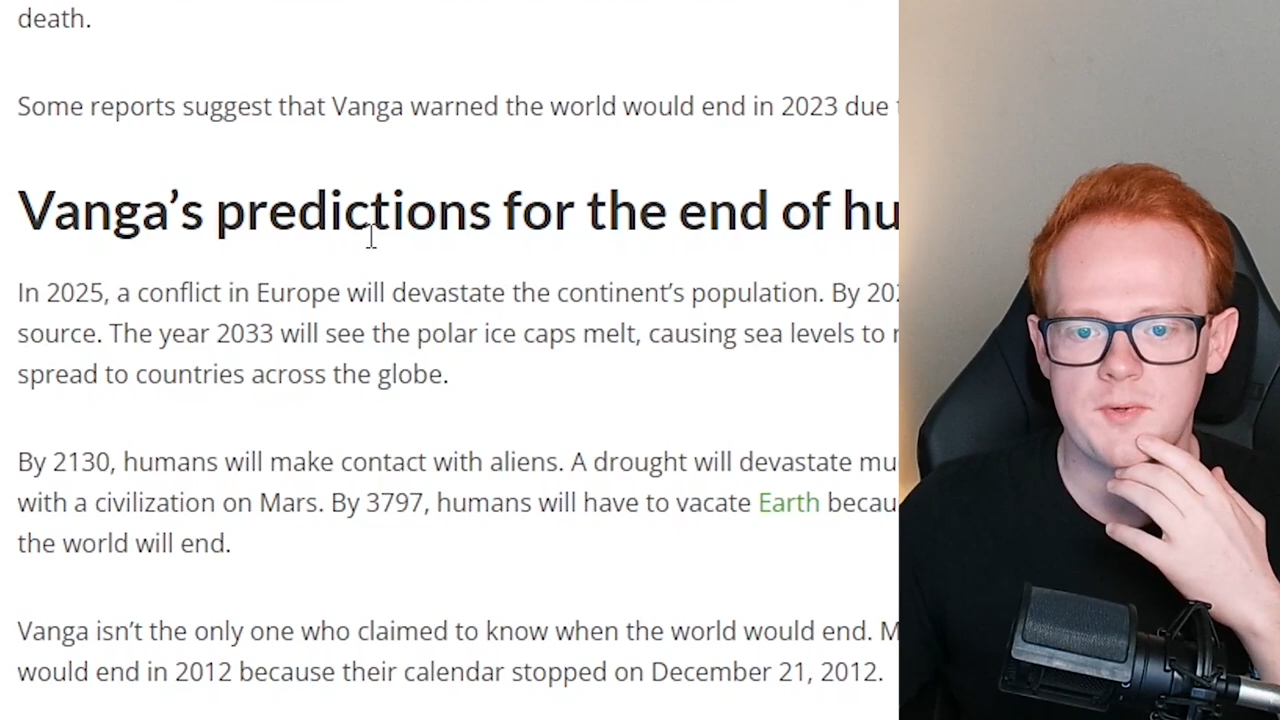 death.
Some reports suggest that Vanga warned the world would end in 2023 due
Vanga’s predictions for the end of
In 2025, a conflict in Europe will devastate the continent’s population. By
source. The year 2033 will see the polar ice caps melt, causing sea levels to
spread to countries across the globe.
By 2130, humans will make contact with aliens. A drought will devastate
with a civilization on Mars. By 3797, humans will have to vacate Earth
the world will end.
Vanga isn’t the only one who claimed to know when the world would end.
would end in 2012 because their calendar stopped on December 21, 2012.